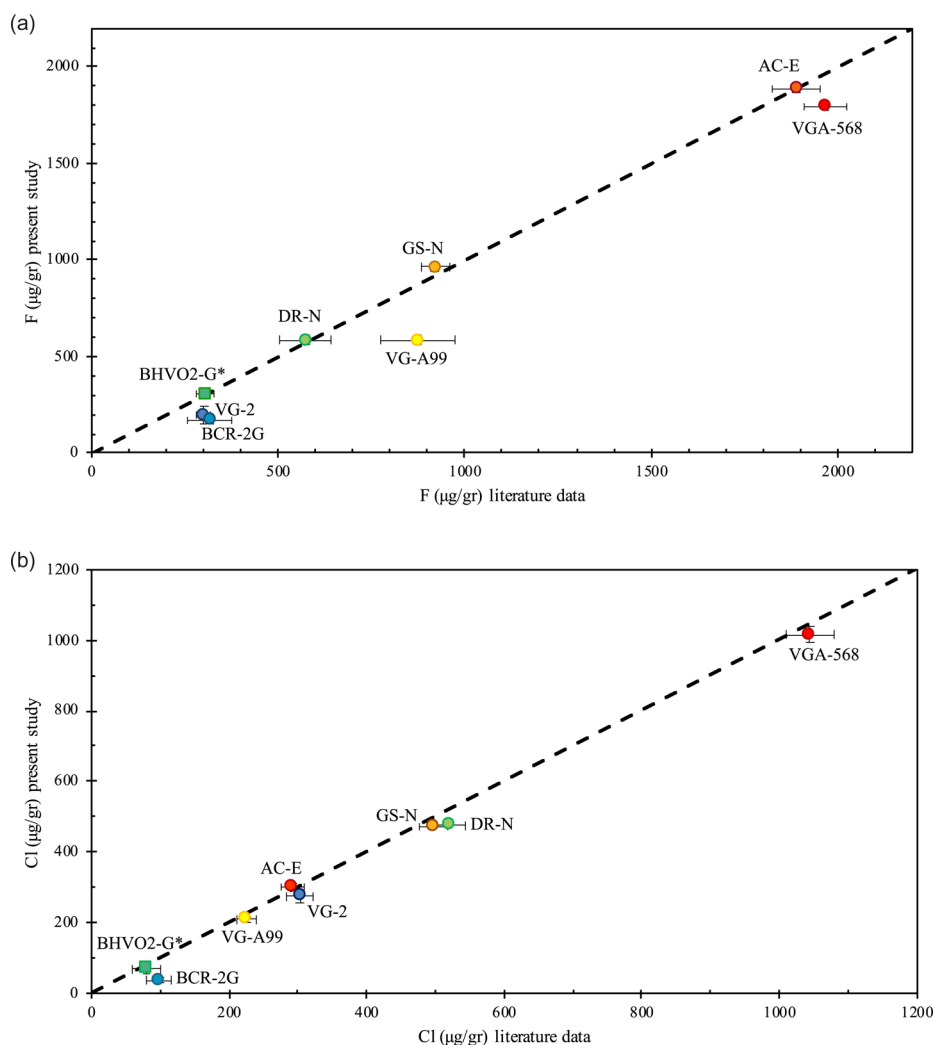 (a)
2000
1500
1000
500
0
F (µg/gr) present study
AC-E
VGA-568
GS-N
DR-N
VG-A99
BHVO2-G*
VG-2
BCR-2G
0 500 1000 1500 2000
F (µg/gr) literature data
(b)
1200
1000
800
600
400
200
0
Cl (µg/gr) present study
VGA-568
GS-N
DR-N
AC-E
VG-2
VG-A99
BHVO2-G*
BCR-2G
0 200 400 600 800 1000 1200
Cl (µg/gr) literature data